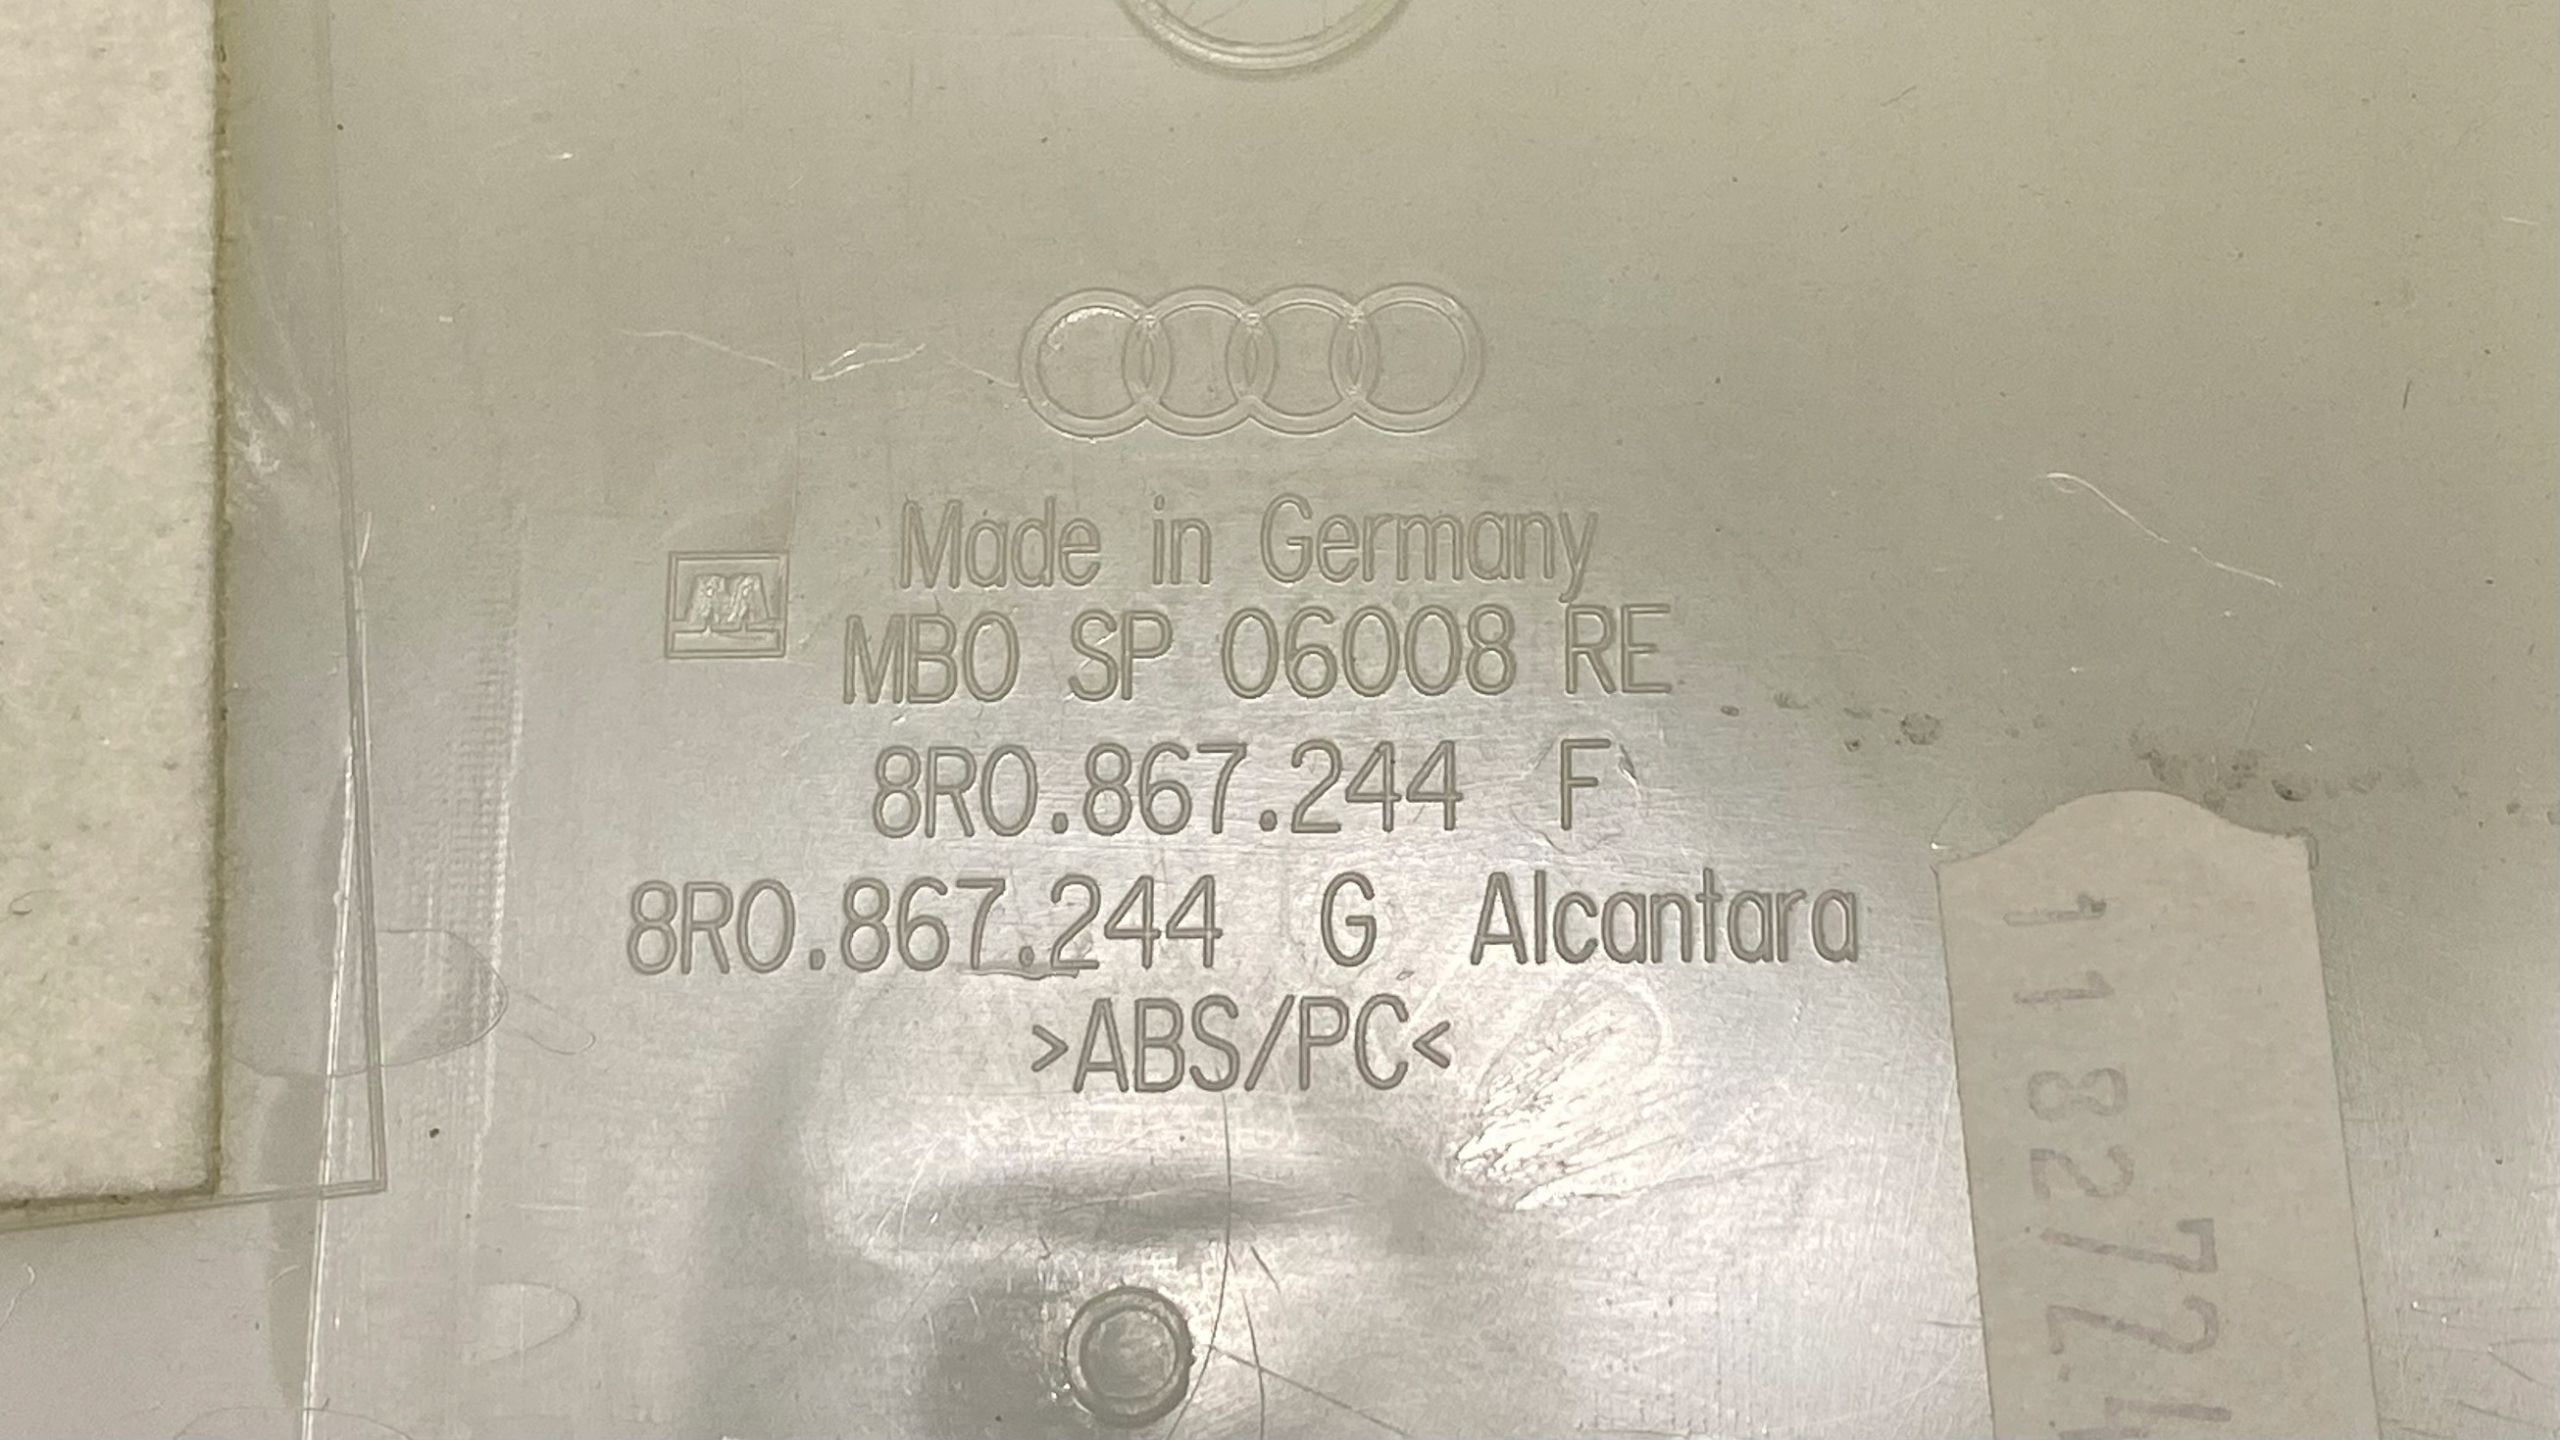 Made in Germany
MBO SP 06008 RE
8R0.867.244 F
8R0.867.244 G Alcantara
>ABS/PC<